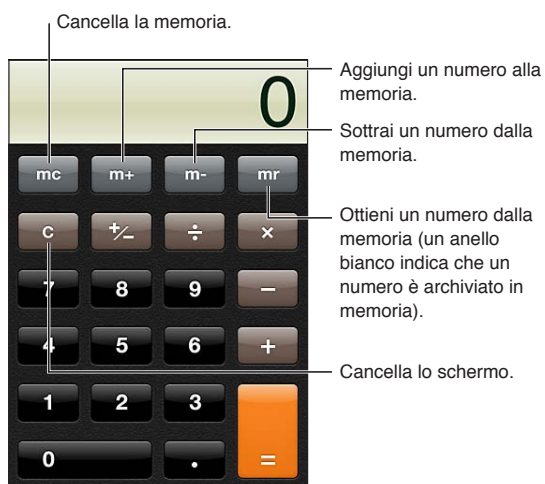 Cancella la memoria.
0
Aggiungi un numero alla
memoria.
Sottrai un numero dalla
memoria.
mc m+ m- mr
Ottieni un numero dalla
memoria (un anello
bianco indica che un
numero è archiviato in
memoria).
C +/− ÷ ×
7 8 9 −
4 5 6 +
Cancella lo schermo.
1 2 3
0 . =